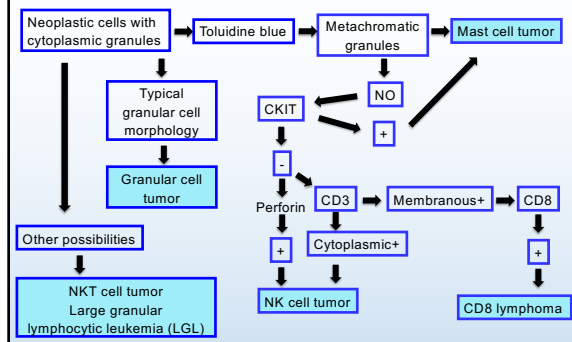 Neoplastic cells with
cytoplasmic granules
Toluidine blue
Metachromatic
granules
Mast cell tumor
Typical
granular cell
morphology
NO
CKIT
+
-
Granular cell
tumor
Perforin
CD3
Membranous+
CD8
Other possibilities
+
Cytoplasmic+
+
NKT cell tumor
Large granular
lymphocytic leukemia (LGL)
NK cell tumor
CD8 lymphoma